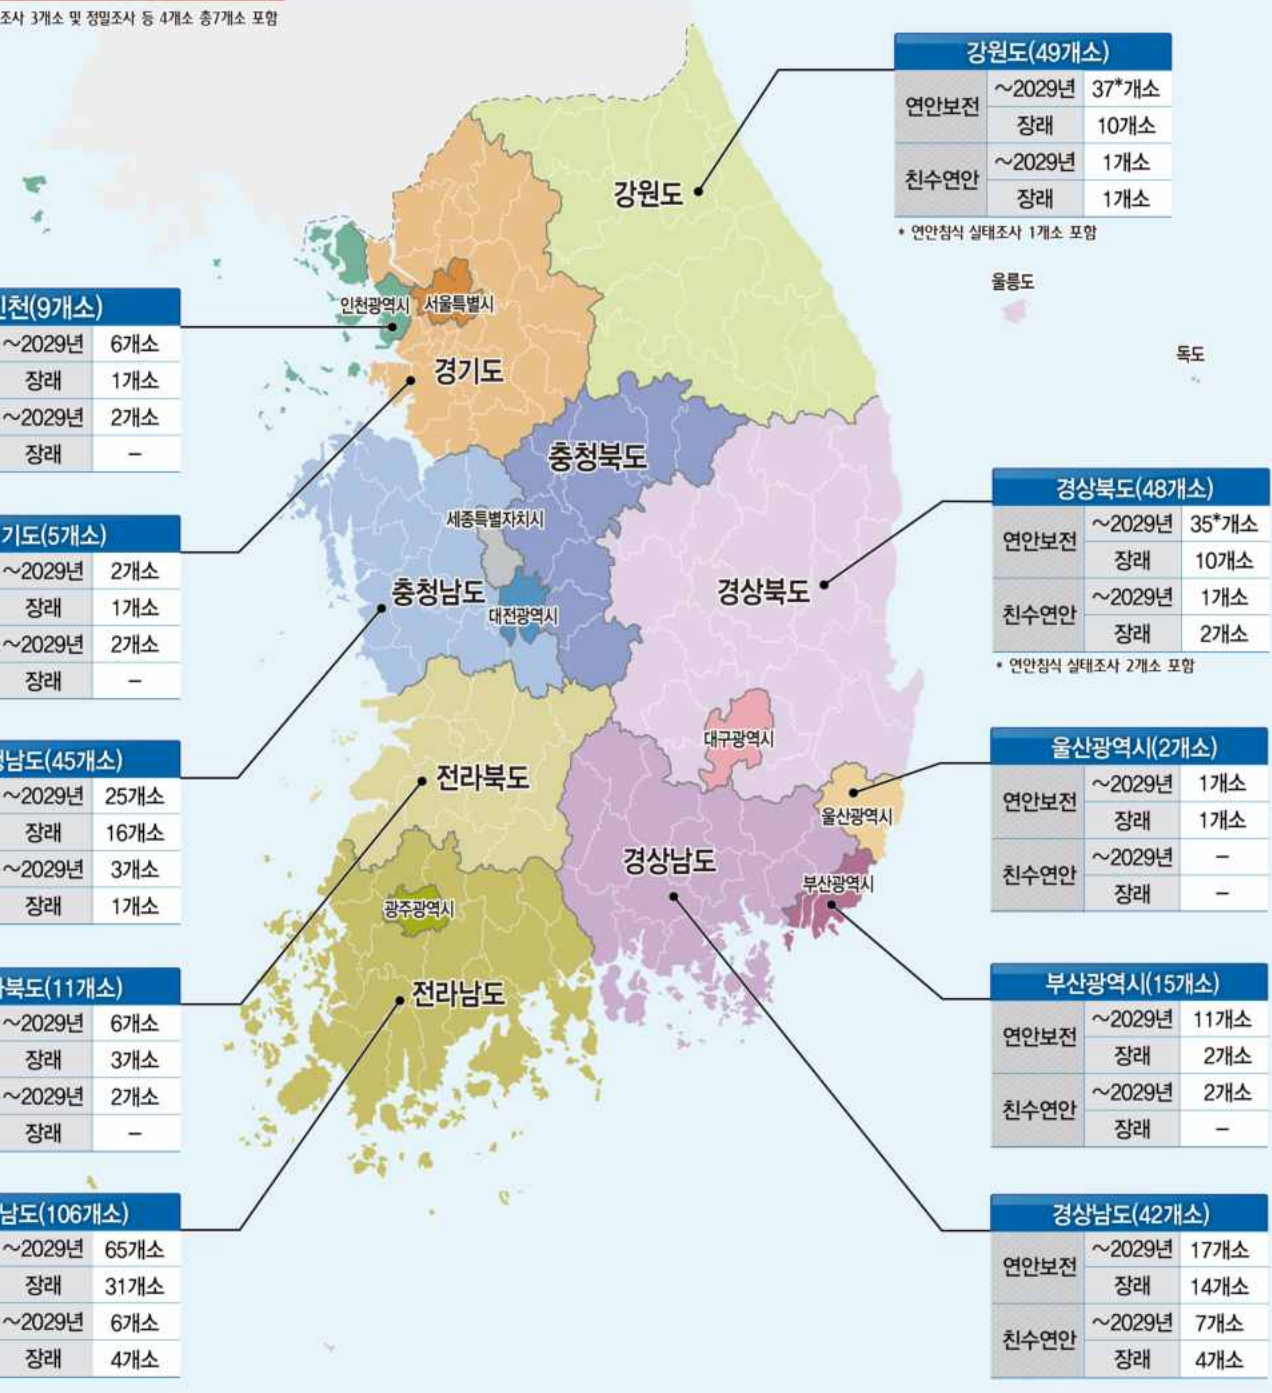 조사 3개소 및 정밀조사 등 4개소 총7개소 포함
강원도(49개소)
연안보전 ~2029년 37*개소
장래 10개소
친수연안 ~2029년 1개소
장래 1개소
* 연안침식 실태조사 1개소 포함
강원도
울릉도
독도
인천광역시
서울특별시
경기도
천(9개소)
~2029년 6개소
장래 1개소
~2029년 2개소
장래 –
충청북도
세종특별자치시
충청남도
대전광역시
경상북도
경상북도(48개소)
연안보전 ~2029년 35*개소
장래 10개소
친수연안 ~2029년 1개소
장래 2개소
* 연안침식 실태조사 2개소 포함
기도(5개소)
~2029년 2개소
장래 1개소
~2029년 2개소
장래 –
대구광역시
전라북도
울산광역시
경상남도
부산광역시
광주광역시
전라남도
울산광역시(2개소)
연안보전 ~2029년 1개소
장래 1개소
친수연안 ~2029년 –
장래 –
남도(45개소)
~2029년 25개소
장래 16개소
~2029년 3개소
장래 1개소
북도(11개소)
~2029년 6개소
장래 3개소
~2029년 2개소
장래 –
부산광역시(15개소)
연안보전 ~2029년 11개소
장래 2개소
친수연안 ~2029년 2개소
장래 –
남도(106개소)
~2029년 65개소
장래 31개소
~2029년 6개소
장래 4개소
경상남도(42개소)
연안보전 ~2029년 17개소
장래 14개소
친수연안 ~2029년 7개소
장래 4개소